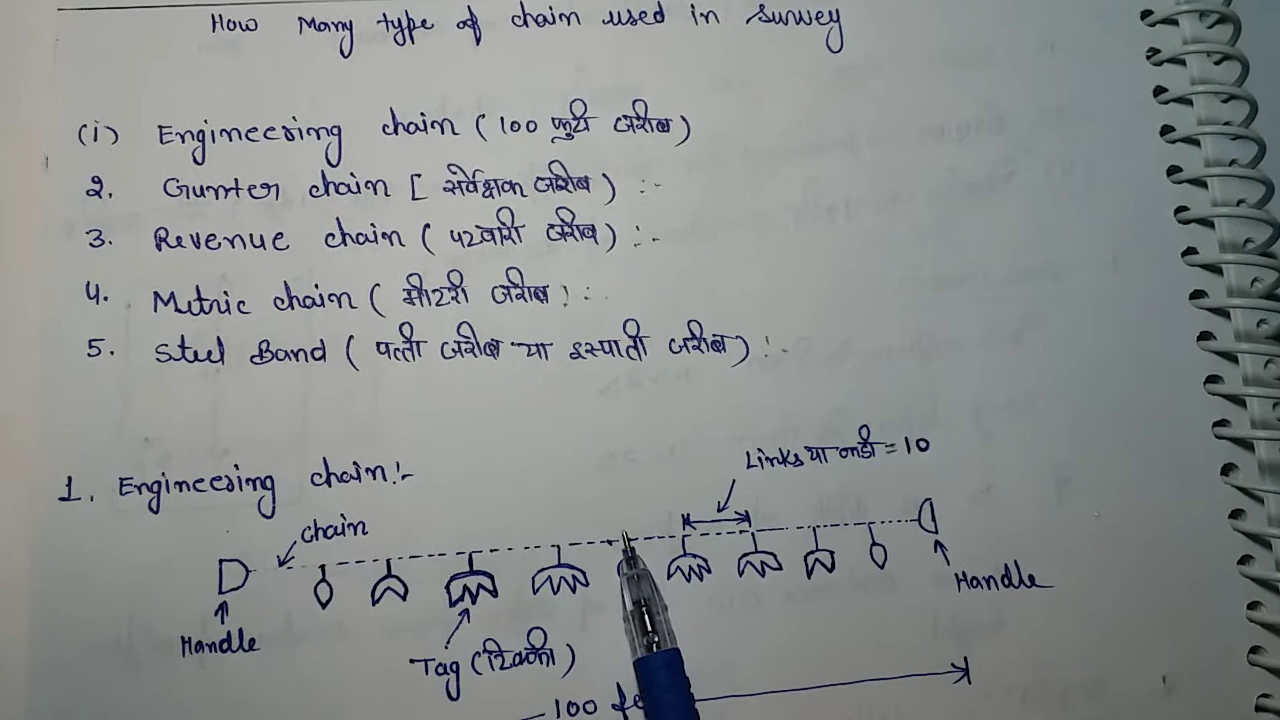 How Many type of chain used in survey
(i) Engineering chain ( 100 फुटी जरीब )
2. Gunter chain [ सर्वेक्षक जरीब ) :-
3. Revenue chain ( पटवारी जरीब ) :-
4. Metric chain ( मीटरी जरीब ) :-
5. Steel Band ( पत्ती जरीब या इस्पाती जरीब ) :-
Links या कड़ी = 10
1. Engineering chain :-
chain
Handle
Handle
Tag (टिक्की)
100